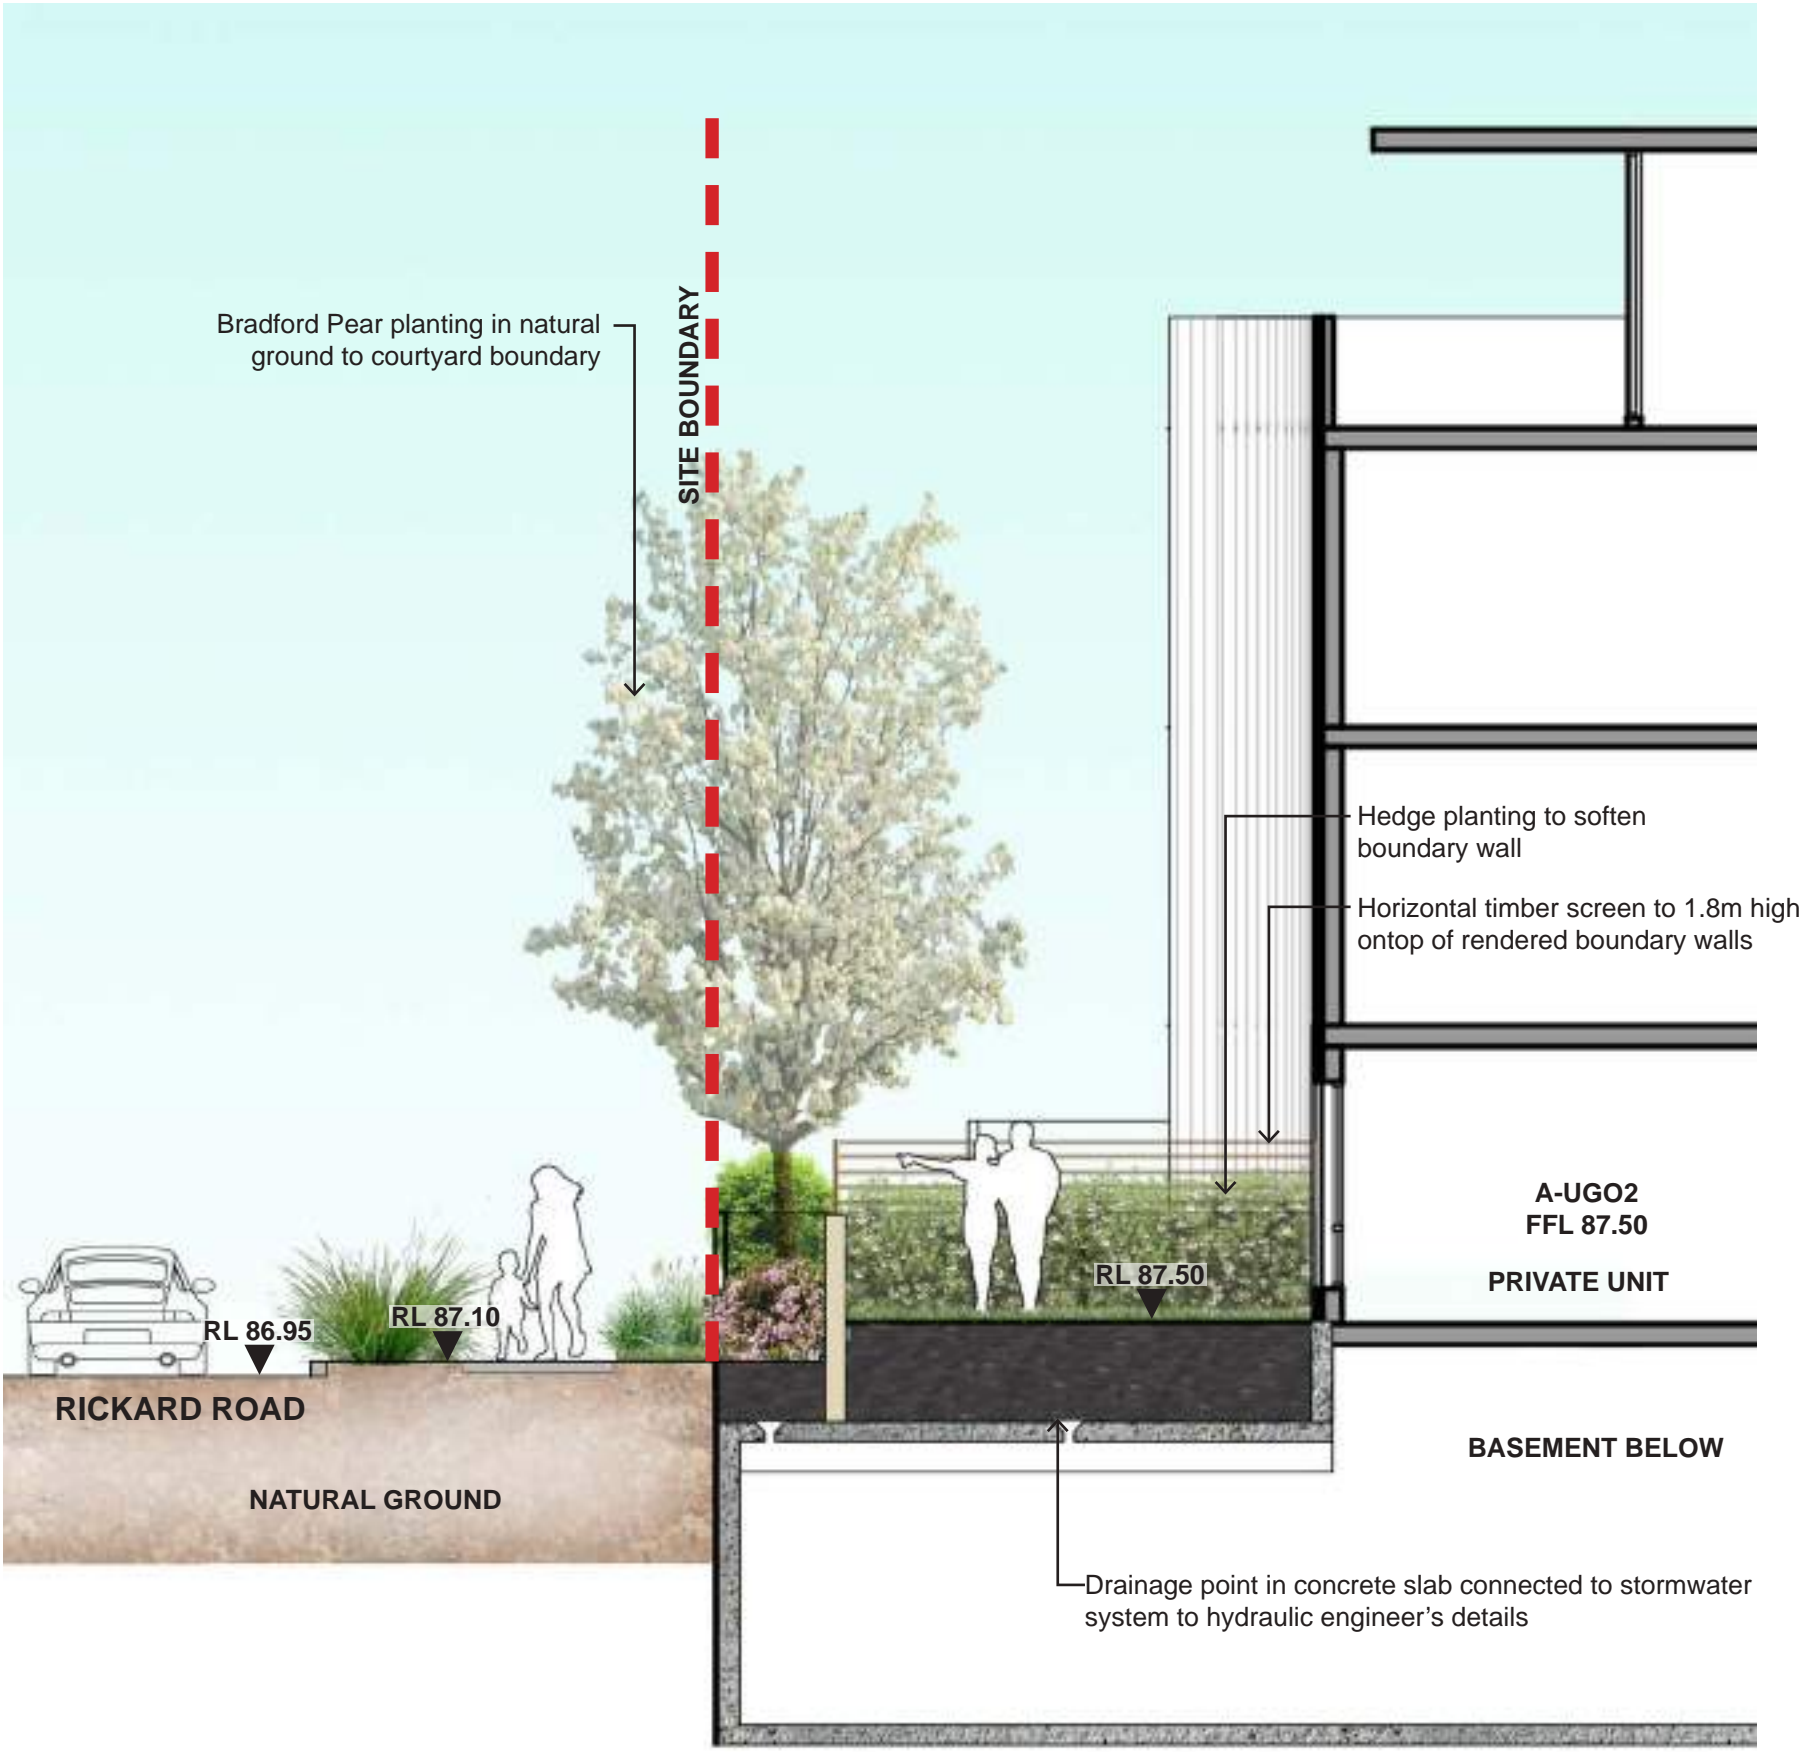 Bradford Pear planting in natural
ground to courtyard boundary
SITE BOUNDARY
Hedge planting to soften
boundary wall
Horizontal timber screen to 1.8m high
ontop of rendered boundary walls
A-UGO2
FFL 87.50
PRIVATE UNIT
RL 87.50
RL 87.10
RL 86.95
RICKARD ROAD
NATURAL GROUND
BASEMENT BELOW
Drainage point in concrete slab connected to stormwater
system to hydraulic engineer’s details